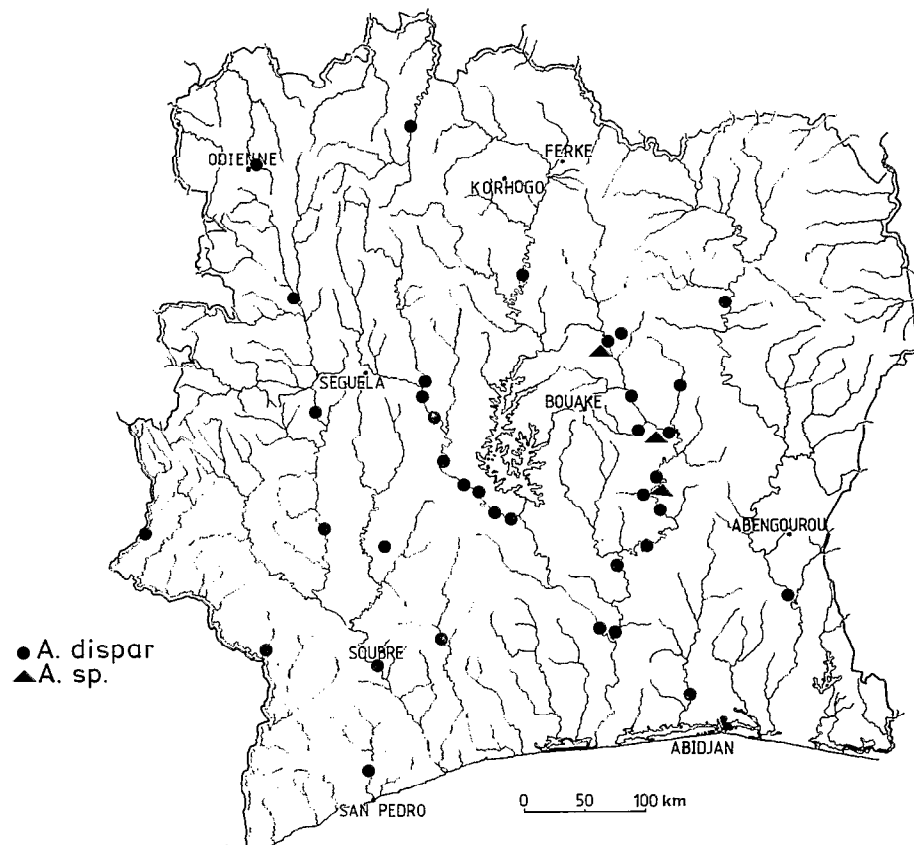 ODIENNE
FERKE
KORHOGO
SEGUELA
BOUAKE
ABENGOUROU
A. dispar
A. sp.
SOUBRE
ABIDJAN
SAN PEDRO
0 50 100 km